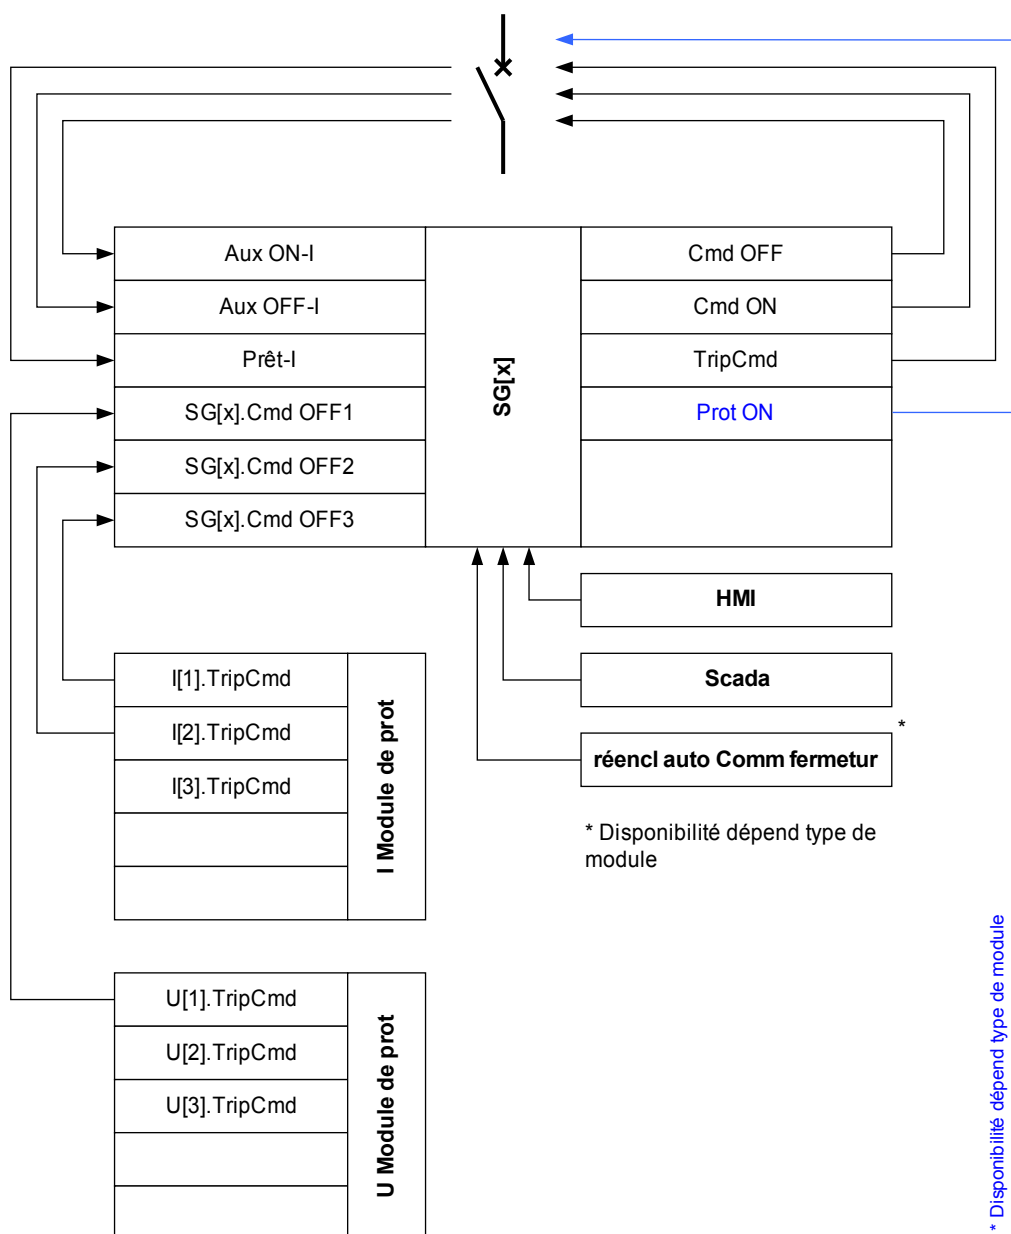 Aux ON-I
Cmd OFF
Aux OFF-I
Cmd ON
Prêt-I
TripCmd
SG[x].Cmd OFF1
Prot ON
SG[x].Cmd OFF2
SG[x].Cmd OFF3
SG[x]
HMI
Scada
*
réencl auto Comm fermetur
* Disponibilité dépend type de
module
I[1].TripCmd
I[2].TripCmd
I[3].TripCmd
I Module de prot
U[1].TripCmd
U[2].TripCmd
U[3].TripCmd
U Module de prot
* Disponibilité dépend type de module